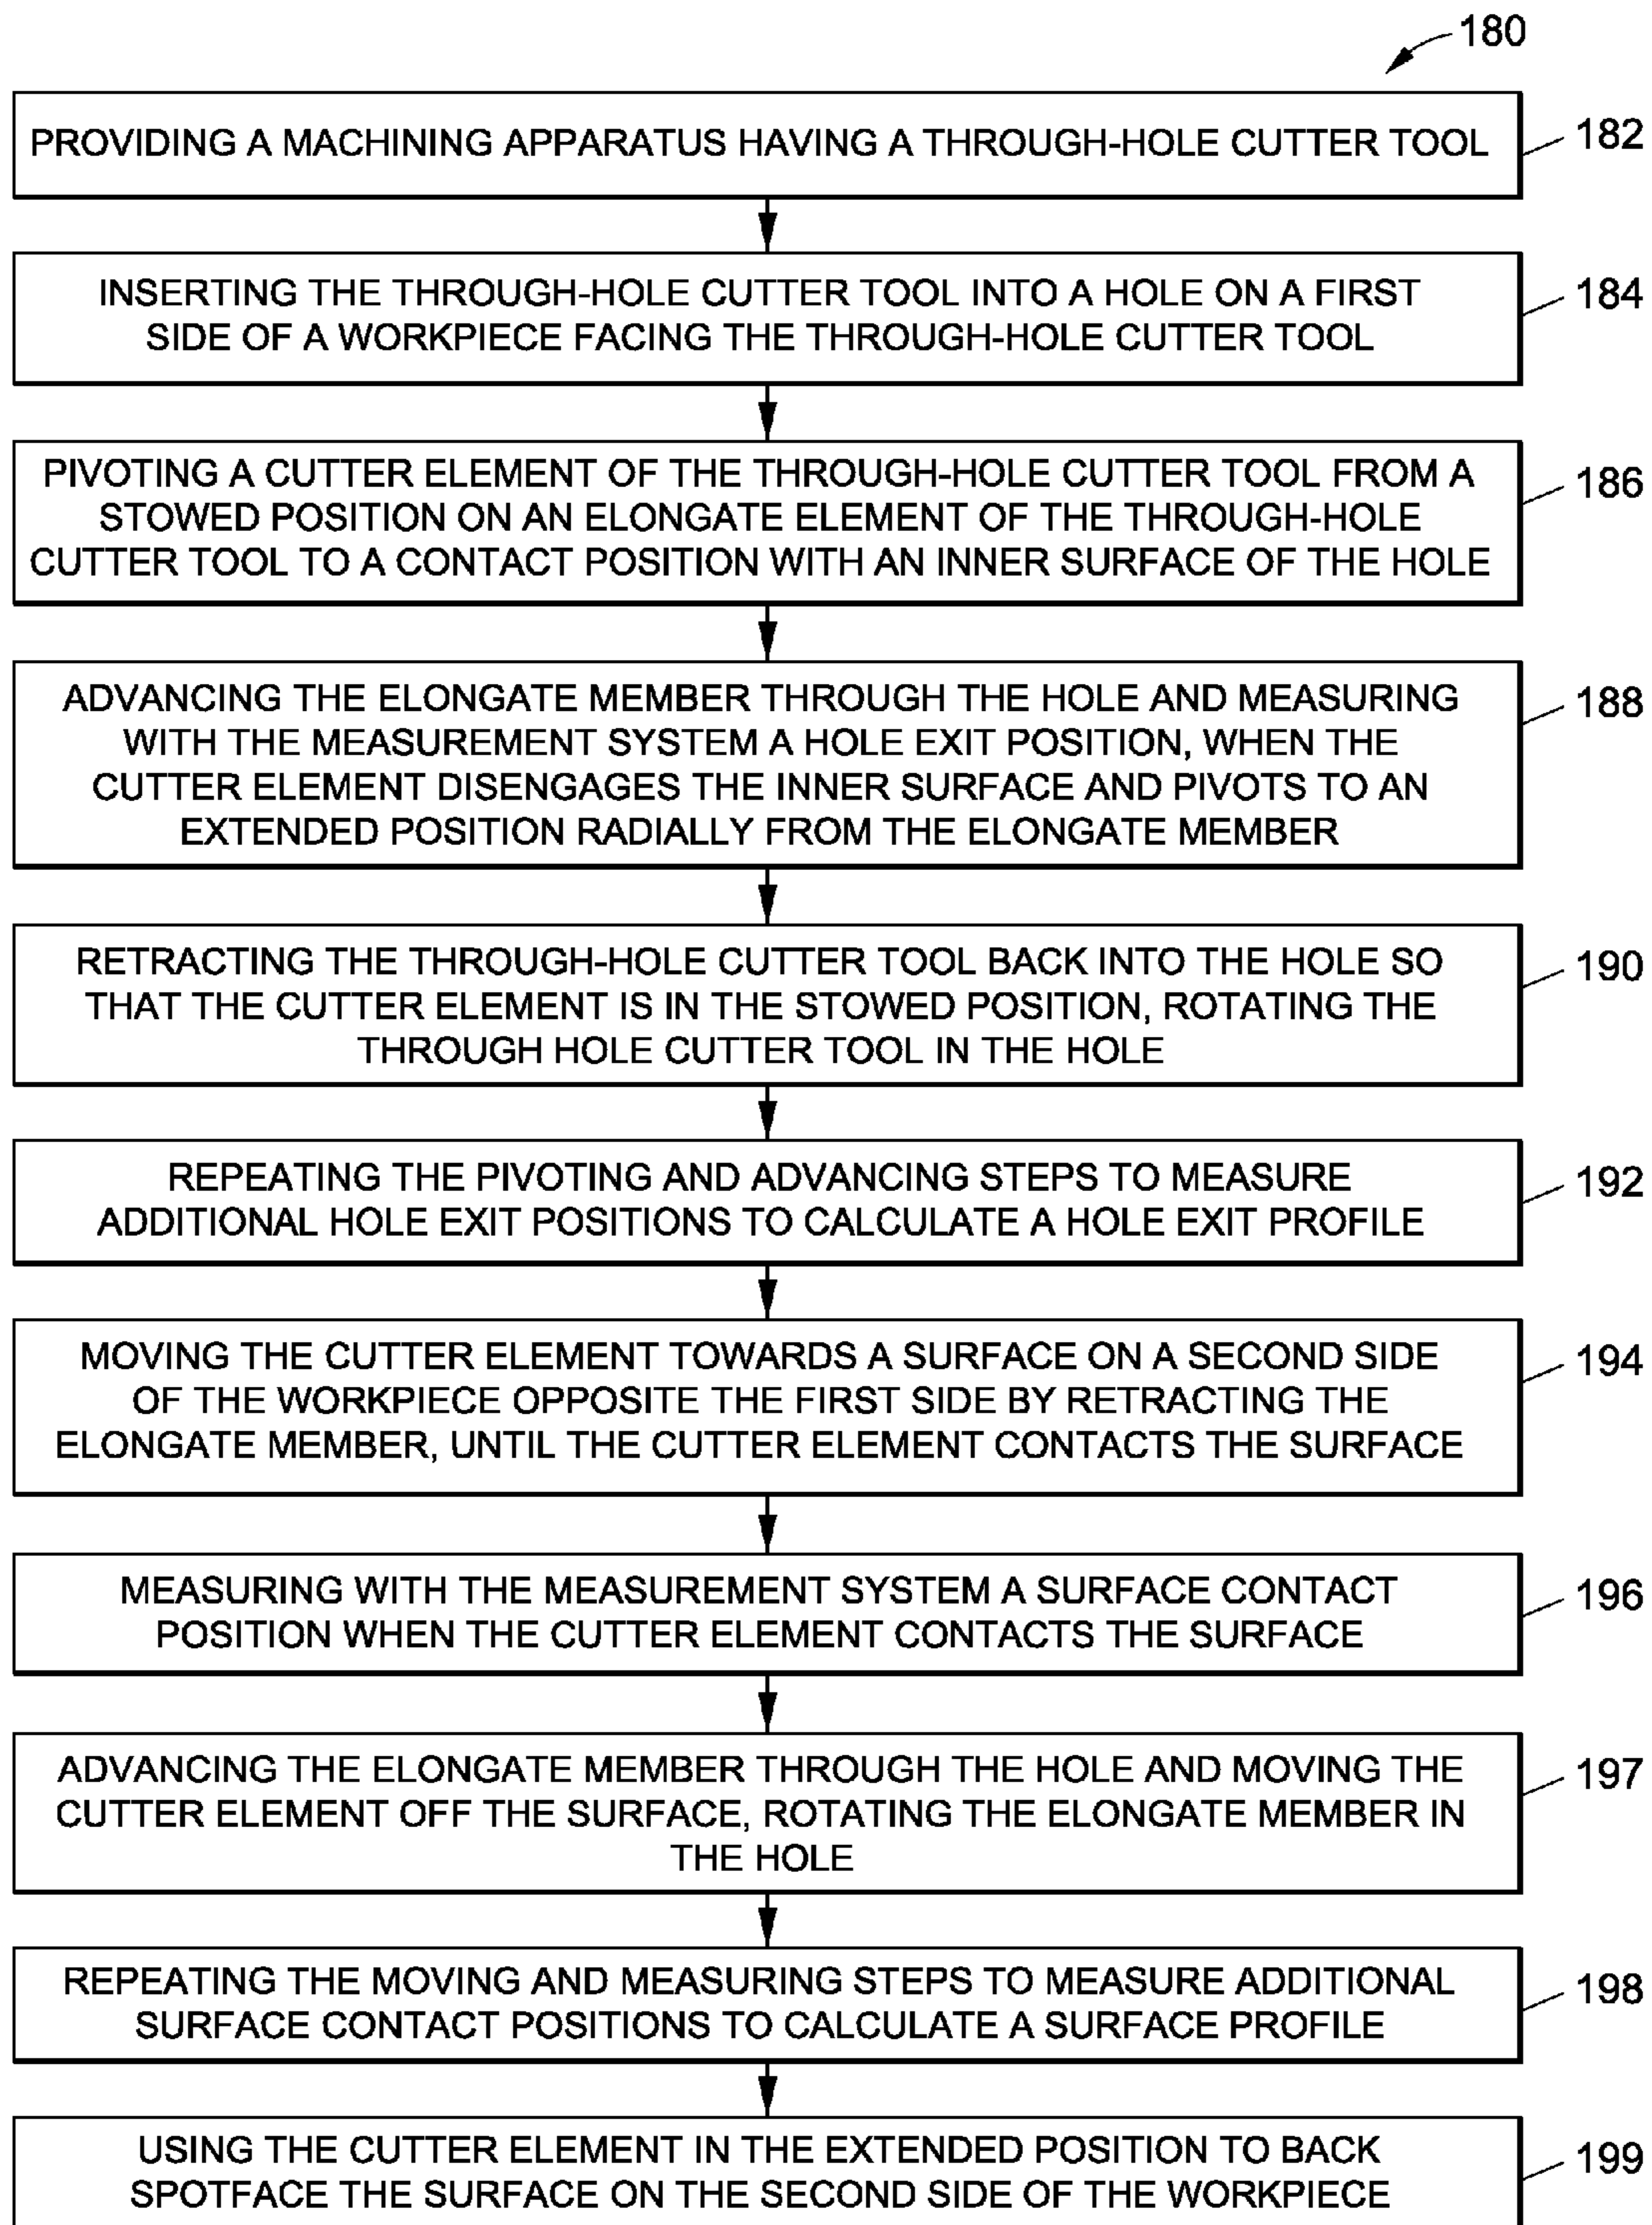 180
PROVIDING A MACHINING APPARATUS HAVING A THROUGH-HOLE CUTTER TOOL
182
INSERTING THE THROUGH-HOLE CUTTER TOOL INTO A HOLE ON A FIRST
SIDE OF A WORKPIECE FACING THE THROUGH-HOLE CUTTER TOOL
184
PIVOTING A CUTTER ELEMENT OF THE THROUGH-HOLE CUTTER TOOL FROM A
STOWED POSITION ON AN ELONGATE ELEMENT OF THE THROUGH-HOLE
CUTTER TOOL TO A CONTACT POSITION WITH AN INNER SURFACE OF THE HOLE
186
ADVANCING THE ELONGATE MEMBER THROUGH THE HOLE AND MEASURING
WITH THE MEASUREMENT SYSTEM A HOLE EXIT POSITION, WHEN THE
CUTTER ELEMENT DISENGAGES THE INNER SURFACE AND PIVOTS TO AN
EXTENDED POSITION RADIALLY FROM THE ELONGATE MEMBER
188
RETRACTING THE THROUGH-HOLE CUTTER TOOL BACK INTO THE HOLE SO
THAT THE CUTTER ELEMENT IS IN THE STOWED POSITION, ROTATING THE
THROUGH HOLE CUTTER TOOL IN THE HOLE
190
REPEATING THE PIVOTING AND ADVANCING STEPS TO MEASURE
ADDITIONAL HOLE EXIT POSITIONS TO CALCULATE A HOLE EXIT PROFILE
192
MOVING THE CUTTER ELEMENT TOWARDS A SURFACE ON A SECOND SIDE
OF THE WORKPIECE OPPOSITE THE FIRST SIDE BY RETRACTING THE
ELONGATE MEMBER, UNTIL THE CUTTER ELEMENT CONTACTS THE SURFACE
194
MEASURING WITH THE MEASUREMENT SYSTEM A SURFACE CONTACT
POSITION WHEN THE CUTTER ELEMENT CONTACTS THE SURFACE
196
ADVANCING THE ELONGATE MEMBER THROUGH THE HOLE AND MOVING THE
CUTTER ELEMENT OFF THE SURFACE, ROTATING THE ELONGATE MEMBER IN
THE HOLE
197
REPEATING THE MOVING AND MEASURING STEPS TO MEASURE ADDITIONAL
SURFACE CONTACT POSITIONS TO CALCULATE A SURFACE PROFILE
198
USING THE CUTTER ELEMENT IN THE EXTENDED POSITION TO BACK
SPOTFACE THE SURFACE ON THE SECOND SIDE OF THE WORKPIECE
199